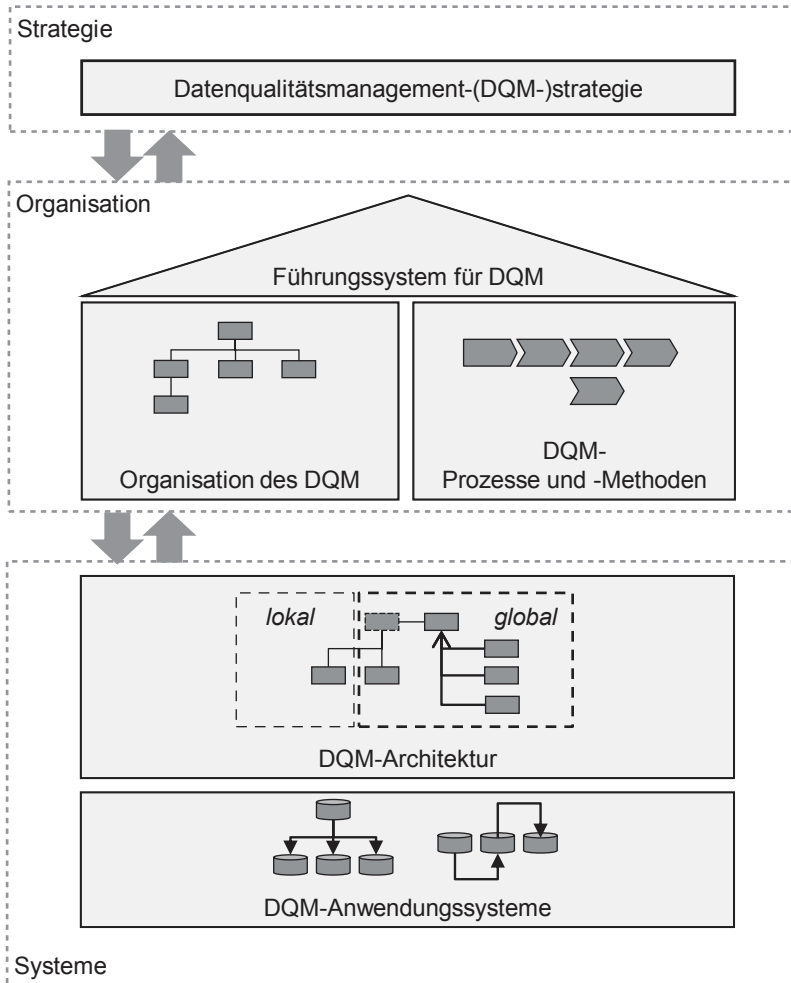 Strategie
Datenqualitätsmanagement-(DQM-)strategie
Organisation
Führungssystem für DQM
Organisation des DQM
DQM-
Prozesse und -Methoden
lokal
global
DQM-Architektur
DQM-Anwendungssysteme
Systeme